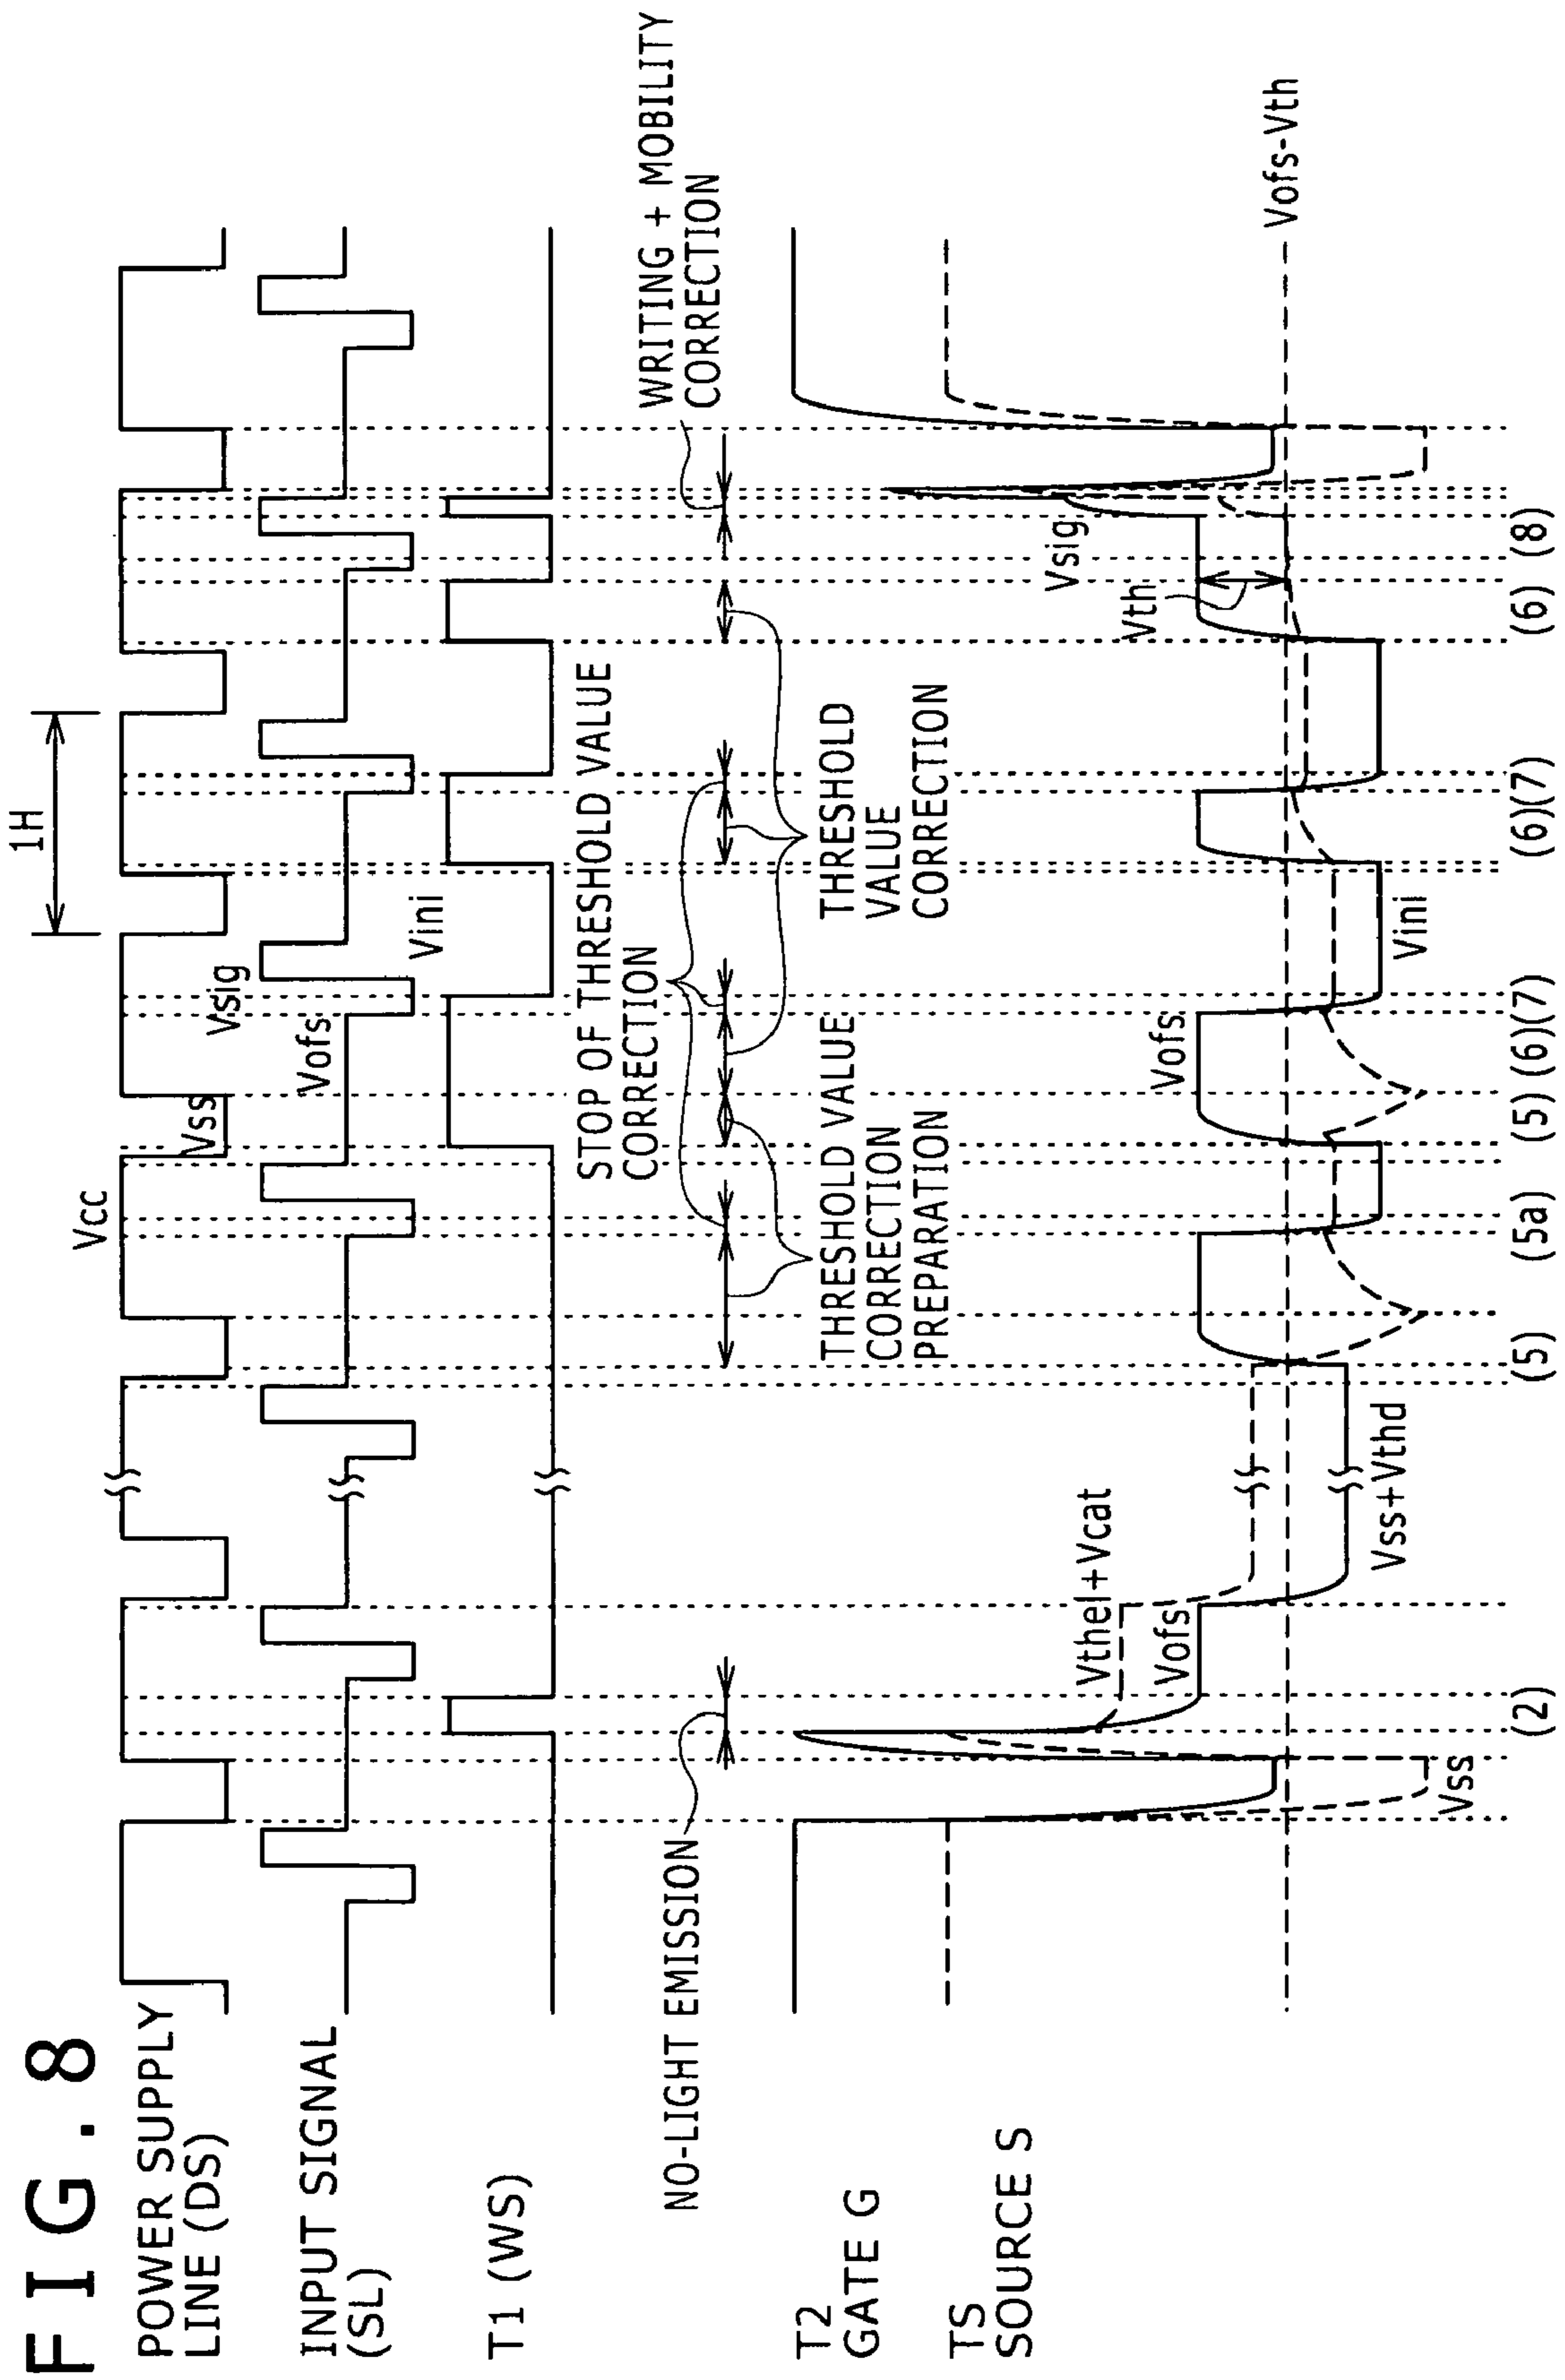 FIG. 8
1H
POWER SUPPLY
LINE (DS)
Vcc
Vss
INPUT SIGNAL
(SL)
Vsig
Vofs
Vini
T1 (WS)
NO-LIGHT EMISSION
STOP OF THRESHOLD VALUE
CORRECTION
WRITING + MOBILITY
CORRECTION
THRESHOLD VALUE
CORRECTION
PREPARATION
THRESHOLD
VALUE
CORRECTION
T2
GATE G
TS
SOURCE S
Vthel+Vcat
Vofs
Vss
Vss+Vthd
Vofs
Vini
Vsig
Vth
Vofs-Vth
(2)
(5)
(5a)
(5)
(6)
(7)
(6)
(7)
(6)
(8)